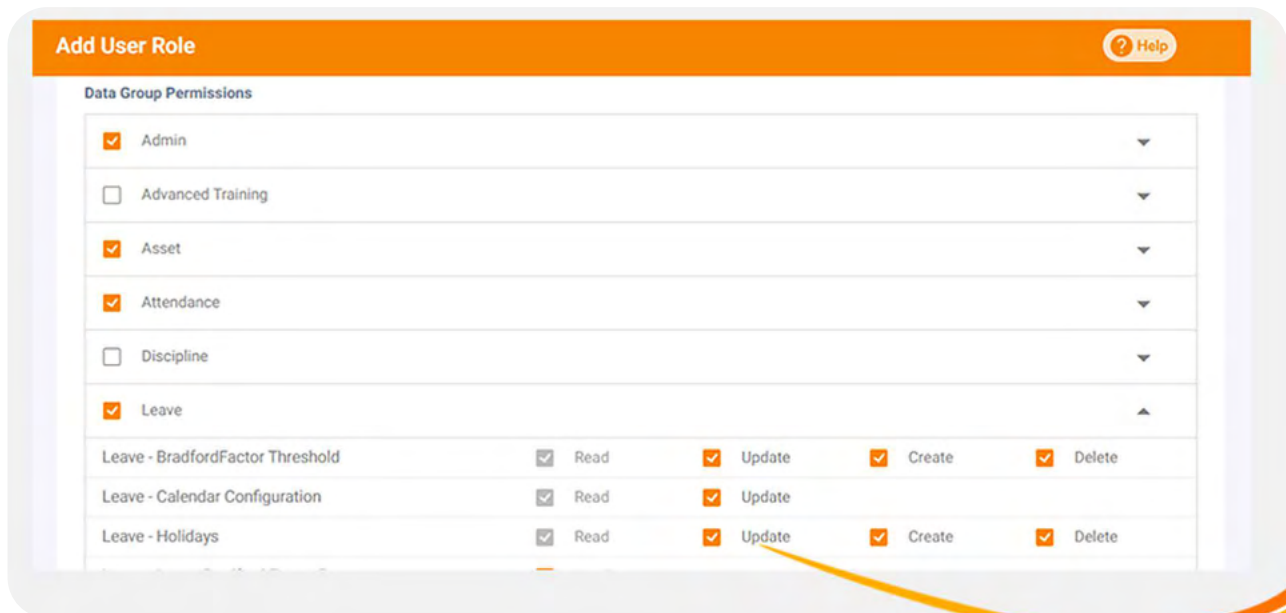 Add User Role
? Help
Data Group Permissions
Admin
Advanced Training
Asset
Attendance
Discipline
Leave
Leave - BradfordFactor Threshold Read Update Create Delete
Leave - Calendar Configuration Read Update
Leave - Holidays Read Update Create Delete